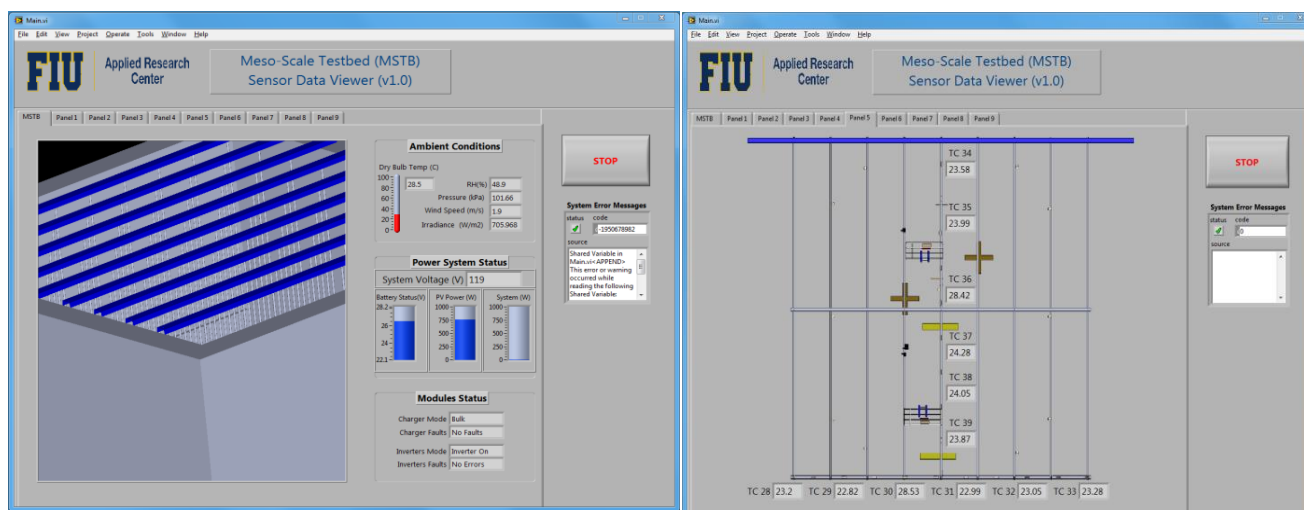 Main.vi
File Edit View Project Operate Tools Window Help
FIU
Applied Research
Center
Meso-Scale Testbed (MSTB)
Sensor Data Viewer (v1.0)
MSTB Panel 1 Panel 2 Panel 3 Panel 4 Panel 5 Panel 6 Panel 7 Panel 8 Panel 9
Ambient Conditions
Dry Bulb Temp (C)
100
80
60
40
20
0
28.5
RH(%) 48.9
Pressure (kPa) 101.66
Wind Speed (m/s) 1.9
Irradiance (W/m2) 705.968
Power System Status
System Voltage (V) 119
Battery Status(V) PV Power (W) System (W)
28.2
26
24
22.1
1000
750
500
250
0
1000
750
500
250
0
Modules Status
Charger Mode Bulk
Charger Faults No Faults
Inverters Mode Inverter On
Inverters Faults No Errors
STOP
System Error Messages
status code
-1950678982
source
Shared Variable in
Main.vi<APPEND>
This error or warning
occurred while
reading the following
Shared Variable:
Main.vi
File Edit View Project Operate Tools Window Help
FIU
Applied Research
Center
Meso-Scale Testbed (MSTB)
Sensor Data Viewer (v1.0)
MSTB Panel 1 Panel 2 Panel 3 Panel 4 Panel 5 Panel 6 Panel 7 Panel 8 Panel 9
TC 34
23.58
TC 35
23.99
TC 36
28.42
TC 37
24.28
TC 38
24.05
TC 39
23.87
TC 28 23.2 TC 29 22.82 TC 30 28.53 TC 31 22.99 TC 32 23.05 TC 33 23.28
STOP
System Error Messages
status code
0
source